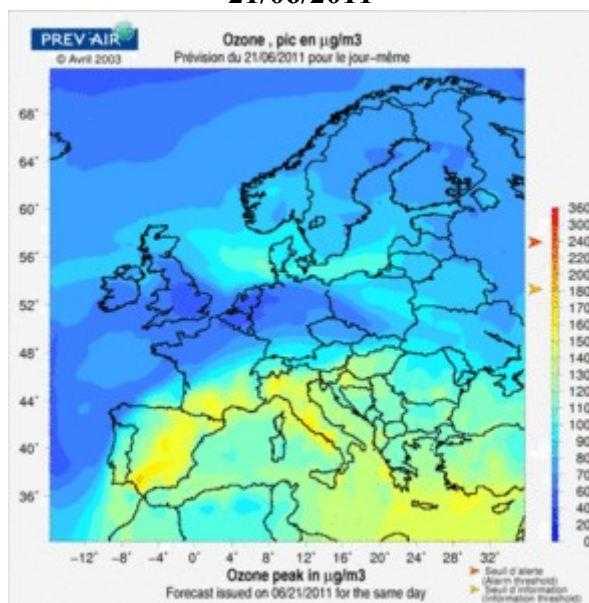 21/06/2011
PREV'AIR
© Avril 2003
Ozone , pic en µg/m3
Prévision du 21/06/2011 pour le jour-même
68°
64°
60°
56°
52°
48°
44°
40°
36°
−12° −8° −4° 0° 4° 8° 12° 16° 20° 24° 28° 32°
360
300
240
220
200
180
170
160
150
140
130
120
110
100
90
80
70
60
40
20
0
Seuil d'alerte
(Alarm threshold)
Seuil d'information
(Information threshold)
Ozone peak in µg/m3
Forecast issued on 06/21/2011 for the same day